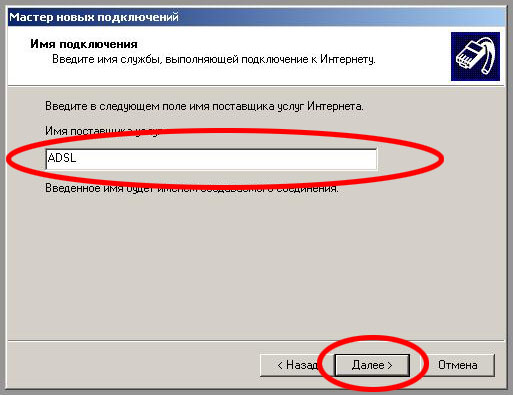 Мастер новых подключений
Имя подключения
Введите имя службы, выполняющей подключение к Интернету.
Введите в следующем поле имя поставщика услуг Интернета.
Имя поставщика услуг
ADSL
Введенное имя будет именем создаваемого соединения.
< Назад
Далее >
Отмена